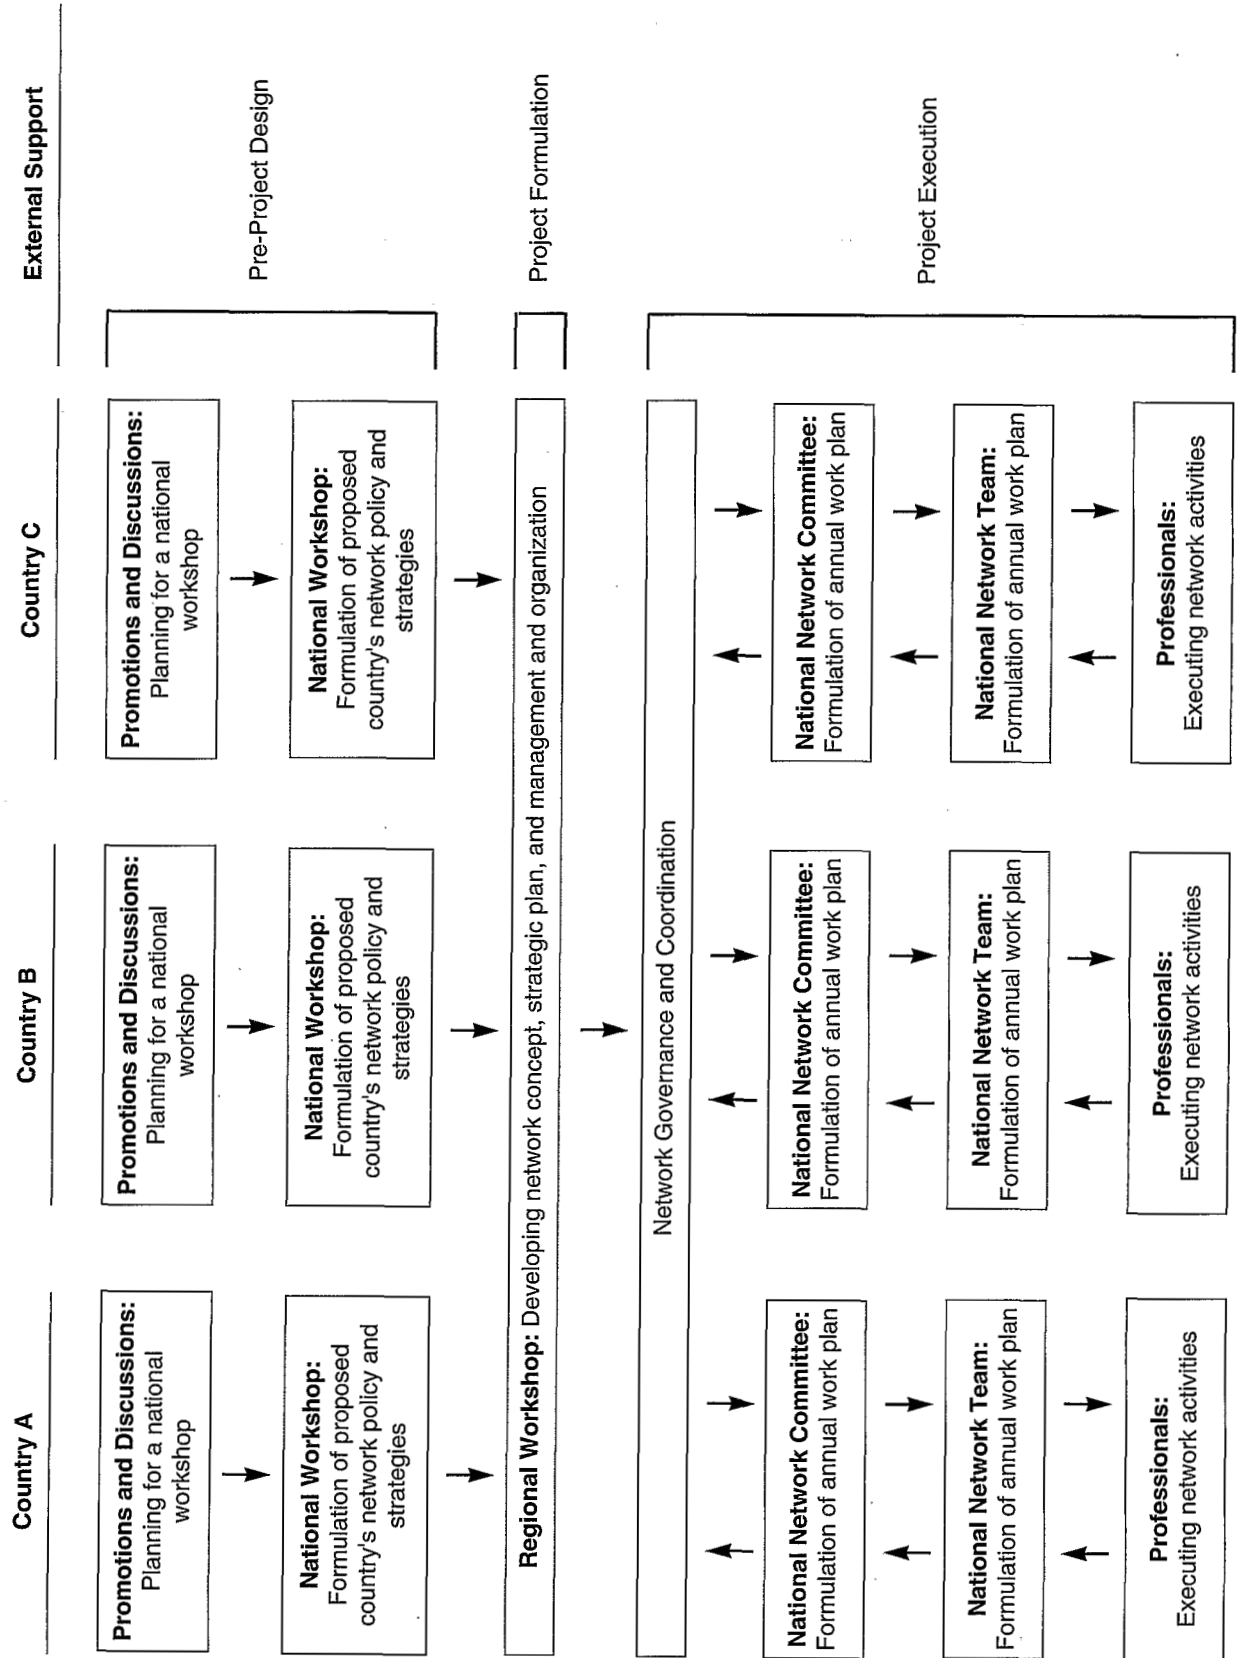 Country A
Country B
Country C
External Support
Promotions and Discussions:
Planning for a national
workshop
Promotions and Discussions:
Planning for a national
workshop
Promotions and Discussions:
Planning for a national
workshop
Pre-Project Design
National Workshop:
Formulation of proposed
country's network policy and
strategies
National Workshop:
Formulation of proposed
country's network policy and
strategies
National Workshop:
Formulation of proposed
country's network policy and
strategies
Regional Workshop: Developing network concept, strategic plan, and management and organization
Project Formulation
Network Governance and Coordination
National Network Committee:
Formulation of annual work plan
National Network Committee:
Formulation of annual work plan
National Network Committee:
Formulation of annual work plan
Project Execution
National Network Team:
Formulation of annual work plan
National Network Team:
Formulation of annual work plan
National Network Team:
Formulation of annual work plan
Professionals:
Executing network activities
Professionals:
Executing network activities
Professionals:
Executing network activities